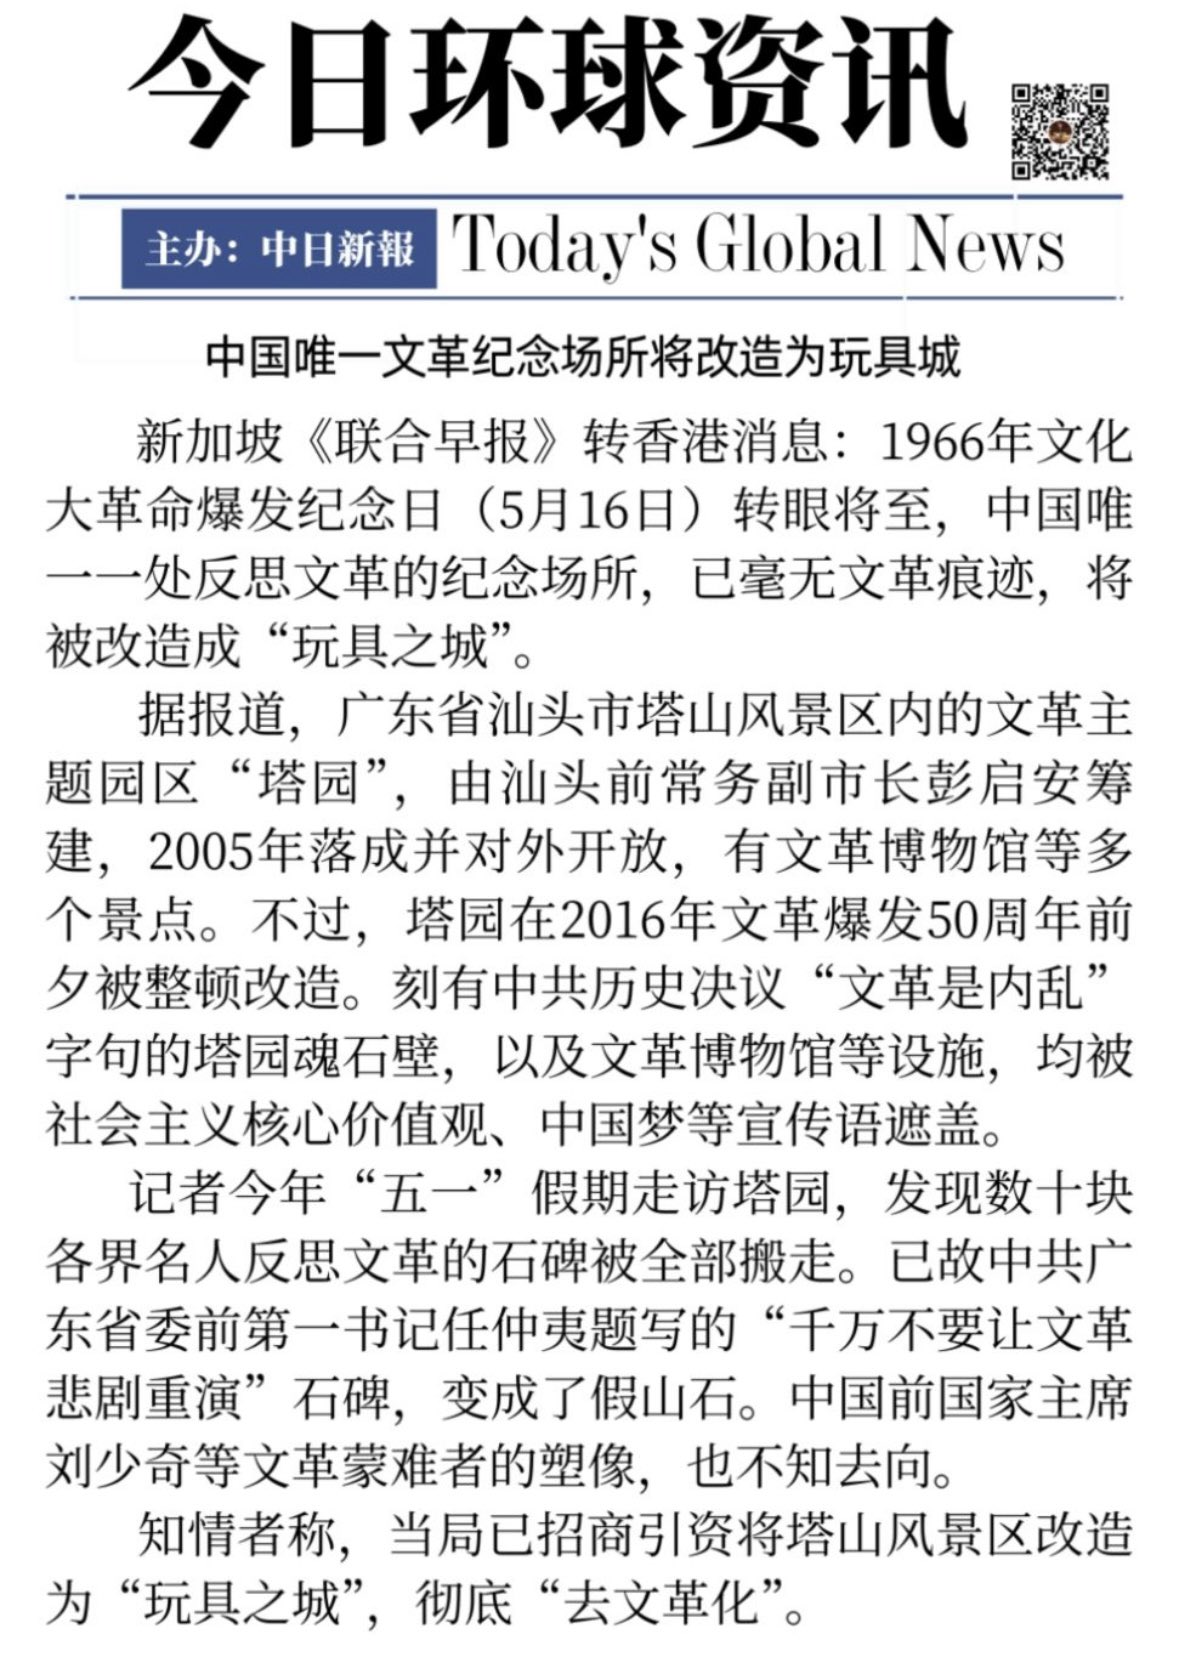 今日环球资讯
主办：中日新報 Today's Global News
中国唯一文革纪念场所将改造为玩具城
新加坡《联合早报》转香港消息：1966年文化
大革命爆发纪念日（5月16日）转眼将至，中国唯
一一处反思文革的纪念场所，已毫无文革痕迹，将
被改造成“玩具之城”。
据报道，广东省汕头市塔山风景区内的文革主
题园区“塔园”，由汕头前常务副市长彭启安筹
建，2005年落成并对外开放，有文革博物馆等多
个景点。不过，塔园在2016年文革爆发50周年前
夕被整顿改造。刻有中共历史决议“文革是内乱”
字句的塔园魂石壁，以及文革博物馆等设施，均被
社会主义核心价值观、中国梦等宣传语遮盖。
记者今年“五一”假期走访塔园，发现数十块
各界名人反思文革的石碑被全部搬走。已故中共广
东省委前第一书记任仲夷题写的“千万不要让文革
悲剧重演”石碑，变成了假山石。中国前国家主席
刘少奇等文革蒙难者的塑像，也不知去向。
知情者称，当局已招商引资将塔山风景区改造
为“玩具之城”，彻底“去文革化”。